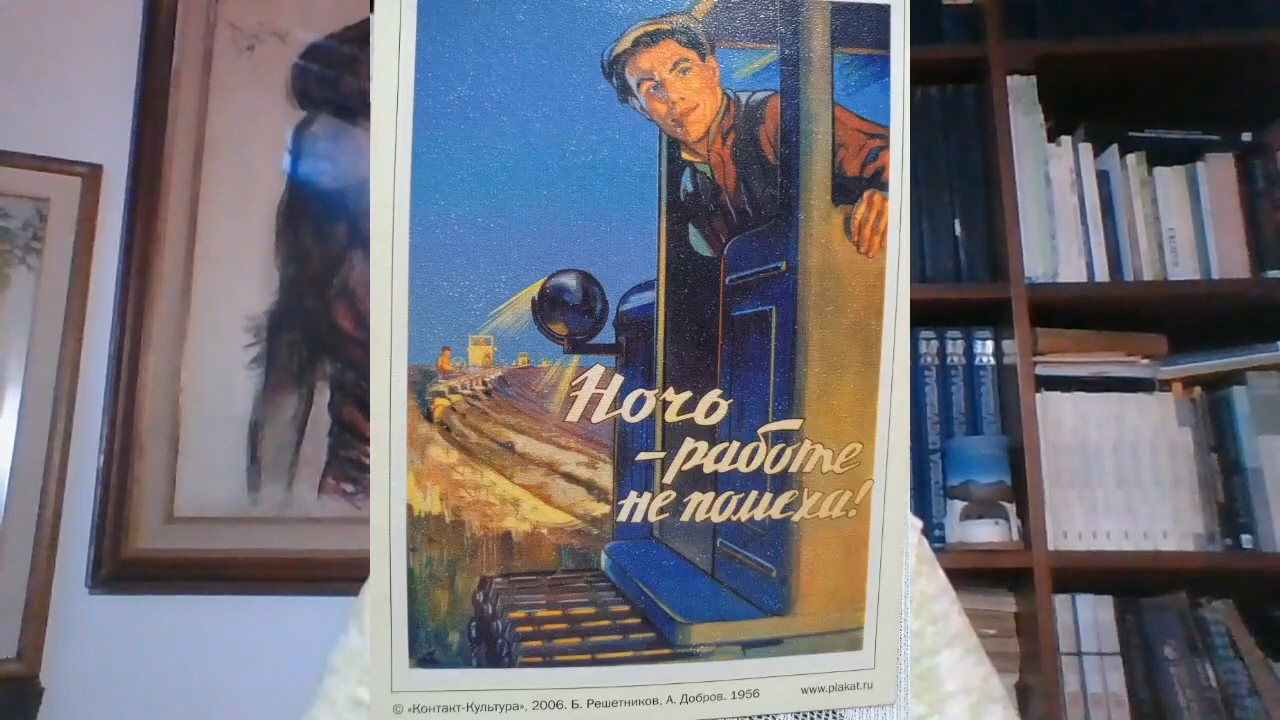 Ночь
– работе
не помеха!
© «Контакт-Культура», 2006. Б. Решетников, А. Добров. 1956
www.plakat.ru